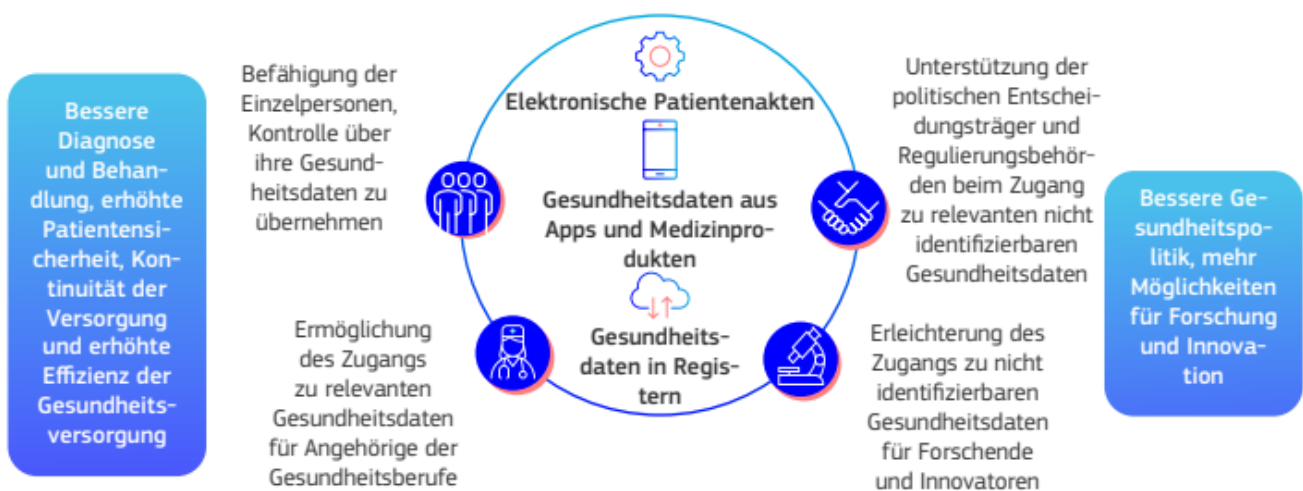 Bessere
Diagnose
und Behan-
dlung, erhöhte
Patientensi-
cherheit, Kon-
tinuität der
Versorgung
und erhöhte
Effizienz der
Gesundheits-
versorgung
Befähigung der
Einzelpersonen,
Kontrolle über
ihre Gesund-
heitsdaten zu
übernehmen
Ermöglichung
des Zugangs
zu relevanten
Gesundheitsdaten
für Angehörige der
Gesundheitsberufe
Elektronische Patientenakten
Gesundheitsdaten aus
Apps und Medizinpro-
dukten
Gesundheits-
daten in Regis-
tern
Unterstützung der
politischen Entschei-
dungsträger und
Regulierungsbehör-
den beim Zugang
zu relevanten nicht
identifizierbaren
Gesundheitsdaten
Erleichterung des
Zugangs zu nicht
identifizierbaren
Gesundheitsdaten
für Forschende
und Innovatoren
Bessere Ge-
sundheitspo-
litik, mehr
Möglichkeiten
für Forschung
und Innova-
tion